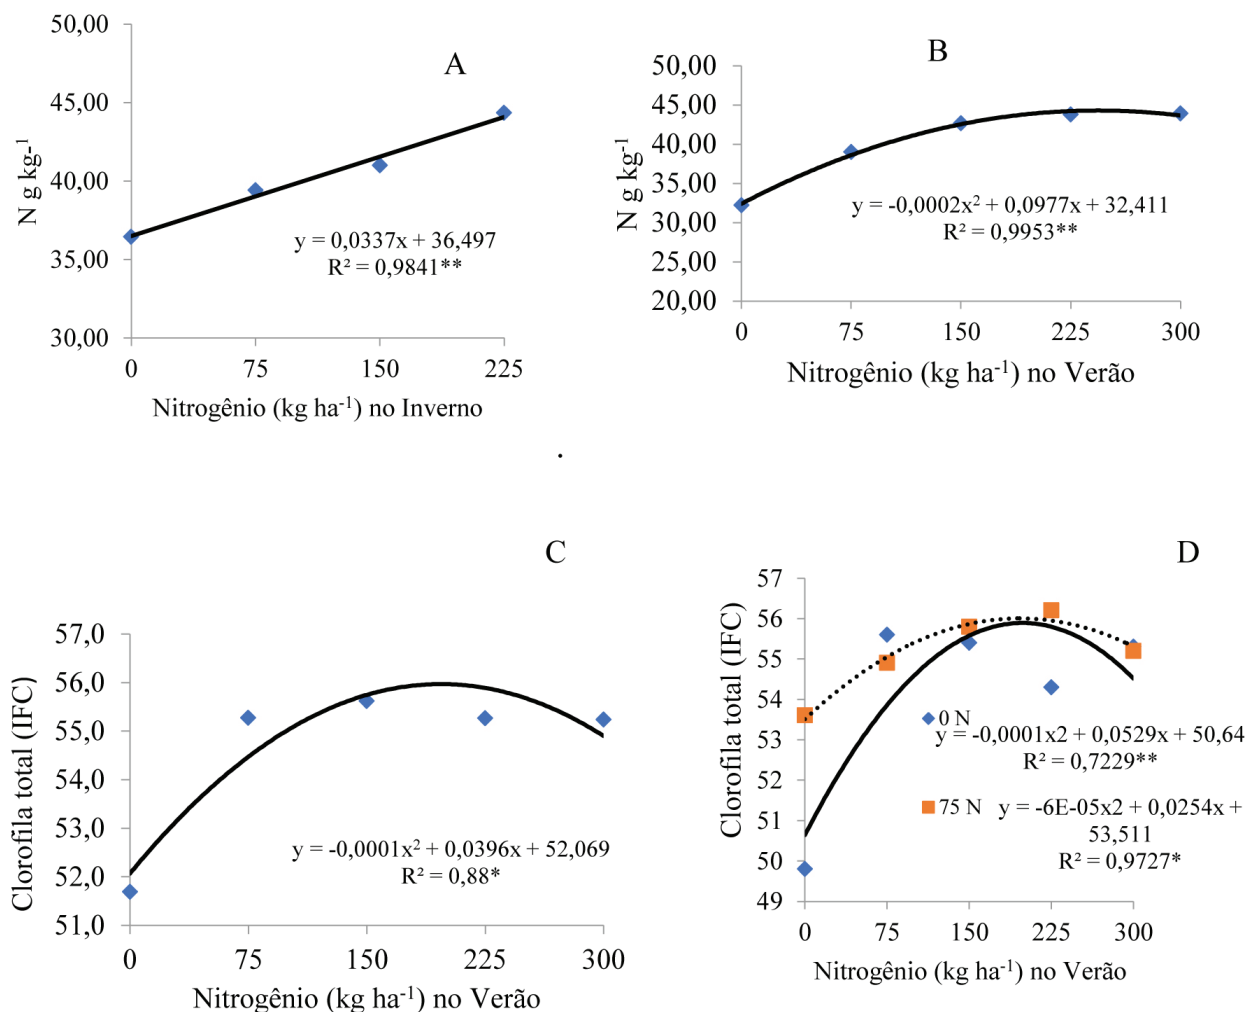 A
50,00
45,00
40,00
35,00
30,00
N g kg-1
0 75 150 225
Nitrogênio (kg ha-1) no Inverno
y = 0,0337x + 36,497
R² = 0,9841**
B
50,00
45,00
40,00
35,00
30,00
25,00
20,00
N g kg-1
0 75 150 225 300
Nitrogênio (kg ha-1) no Verão
y = -0,0002x² + 0,0977x + 32,411
R² = 0,9953**
.
C
57,0
56,0
55,0
54,0
53,0
52,0
51,0
Clorofila total (IFC)
0 75 150 225 300
Nitrogênio (kg ha-1) no Verão
y = -0,0001x² + 0,0396x + 52,069
R² = 0,88*
D
57
56
55
54
53
52
51
50
49
Clorofila total (IFC)
0 75 150 225 300
Nitrogênio (kg ha-1) no Verão
0 N
y = -0,0001x2 + 0,0529x + 50,64
R² = 0,7229**
75 N y = -6E-05x2 + 0,0254x +
53,511
R² = 0,9727*